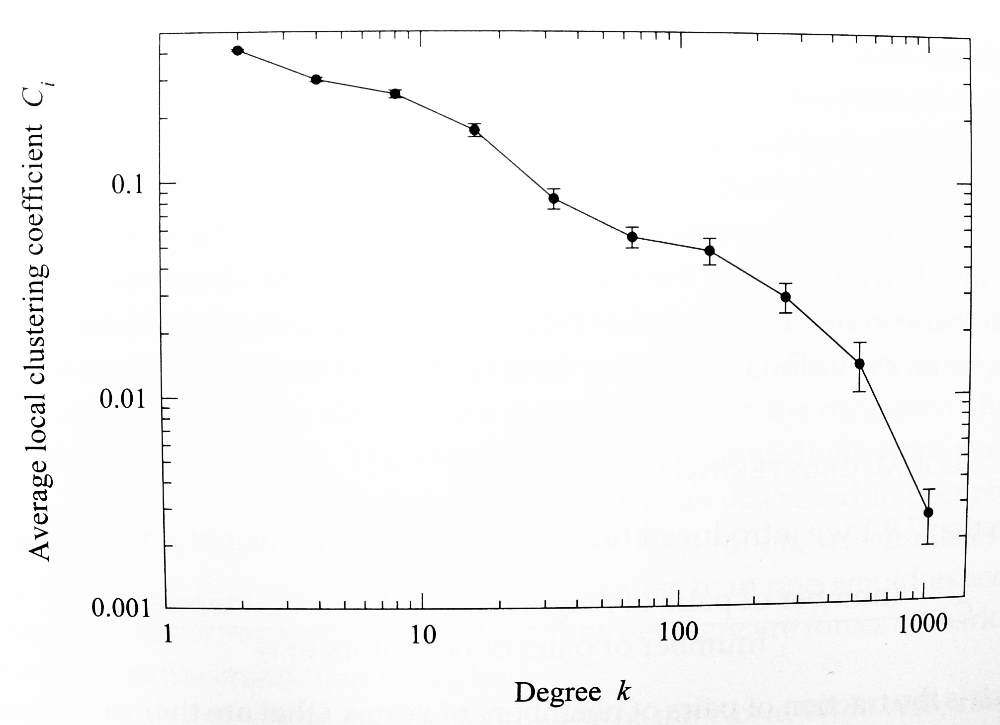 Average local clustering coefficient C_i
0.1
0.01
0.001
1 10 100 1000
Degree k